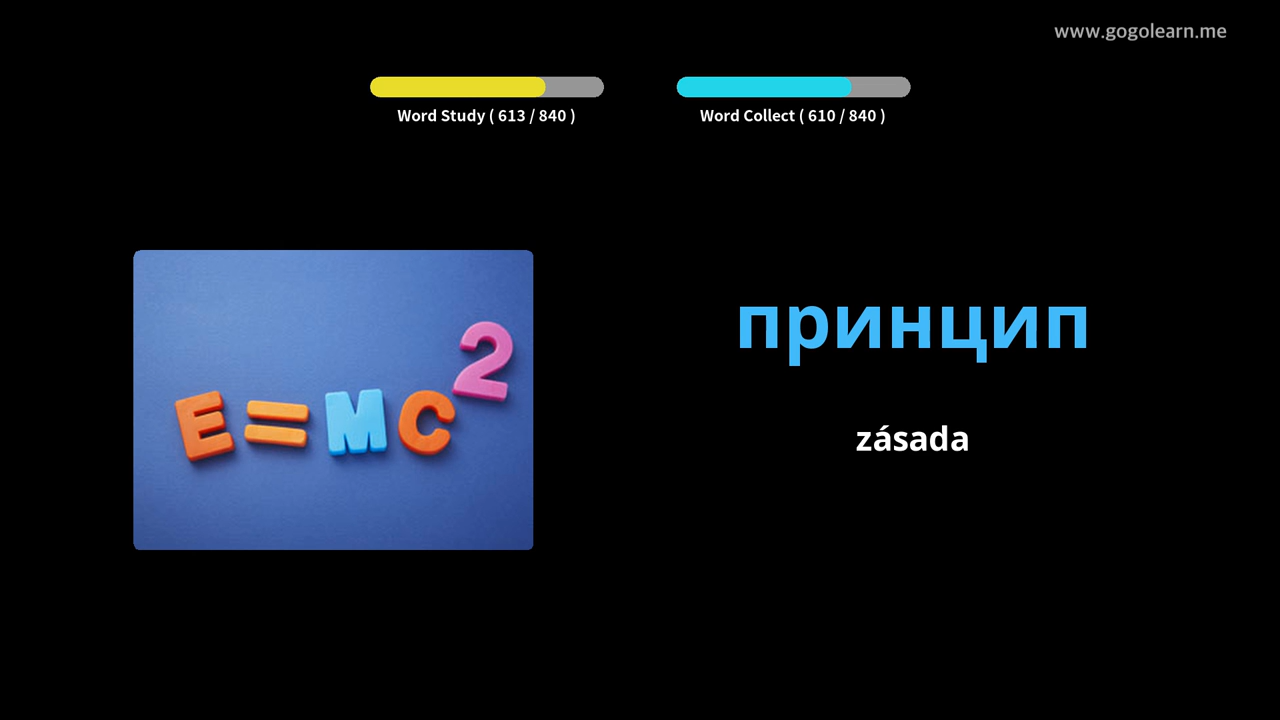 www.gogolearn.me
Word Study ( 613 / 840 )
Word Collect ( 610 / 840 )
E=MC²
принцип
zásada